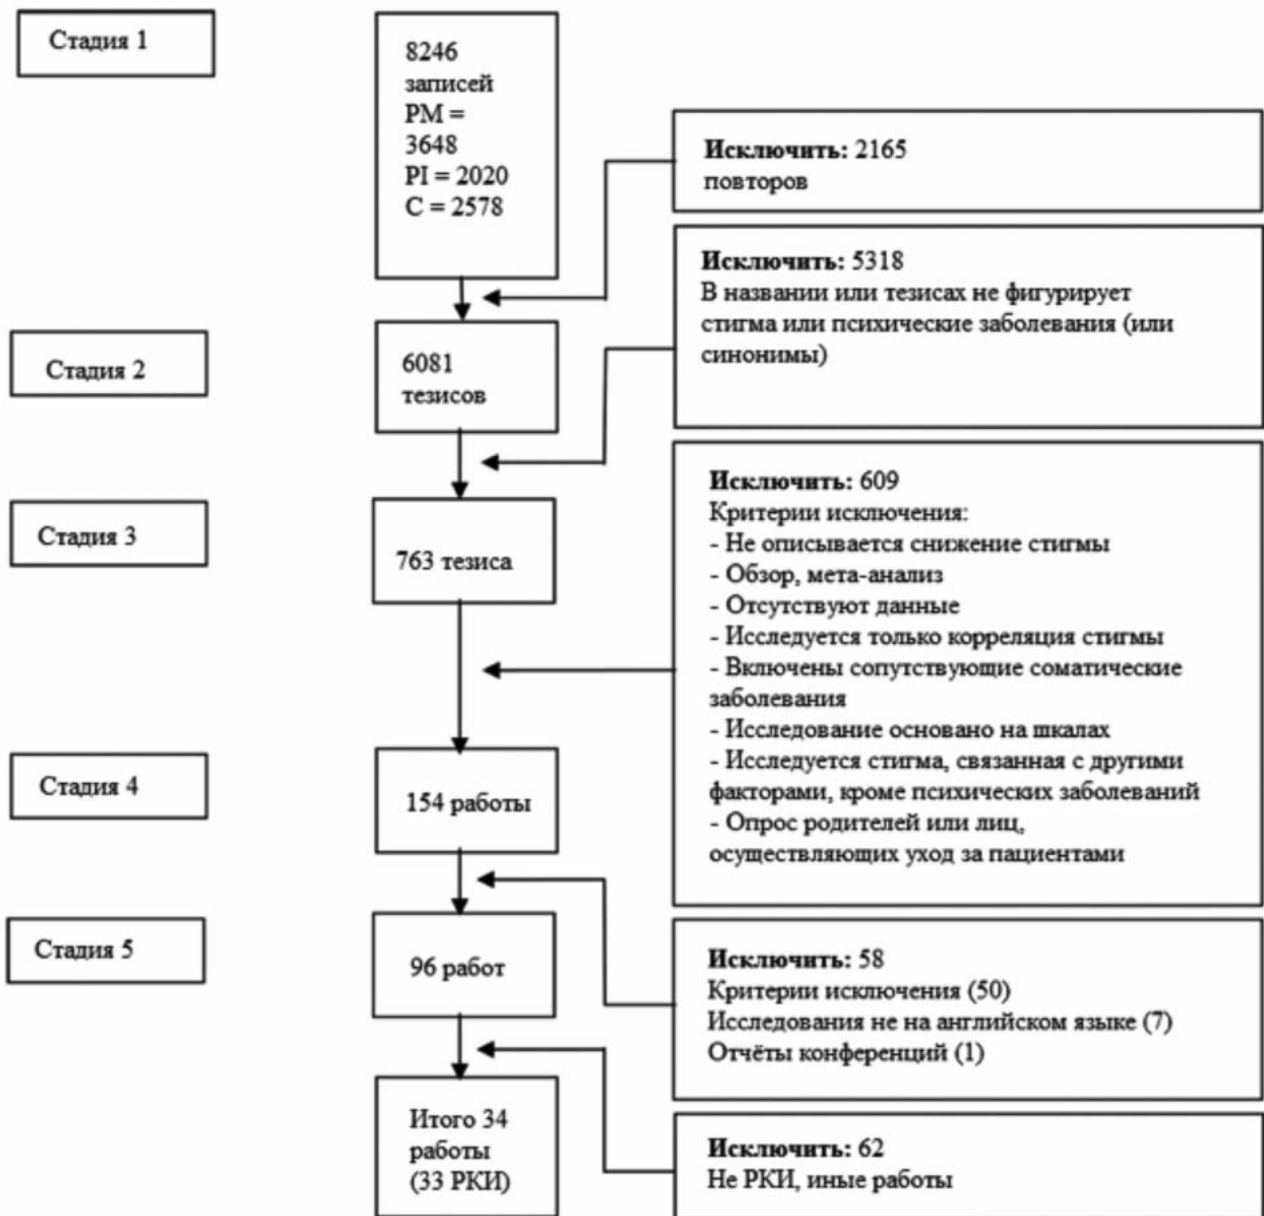 Стадия 1
8246
записей
PM =
3648
PI = 2020
C = 2578
Исключить: 2165
повторов
Исключить: 5318
В названии или тезисах не фигурирует
стигма или психические заболевания (или
синонимы)
Стадия 2
6081
тезисов
Стадия 3
763 тезиса
Исключить: 609
Критерии исключения:
- Не описывается снижение стигмы
- Обзор, мета-анализ
- Отсутствуют данные
- Исследуется только корреляция стигмы
- Включены сопутствующие соматические
заболевания
- Исследование основано на шкалах
- Исследуется стигма, связанная с другими
факторами, кроме психических заболеваний
- Опрос родителей или лиц,
осуществляющих уход за пациентами
Стадия 4
154 работы
Стадия 5
96 работ
Исключить: 58
Критерии исключения (50)
Исследования не на английском языке (7)
Отчёты конференций (1)
Итого 34
работы
(33 РКИ)
Исключить: 62
Не РКИ, иные работы